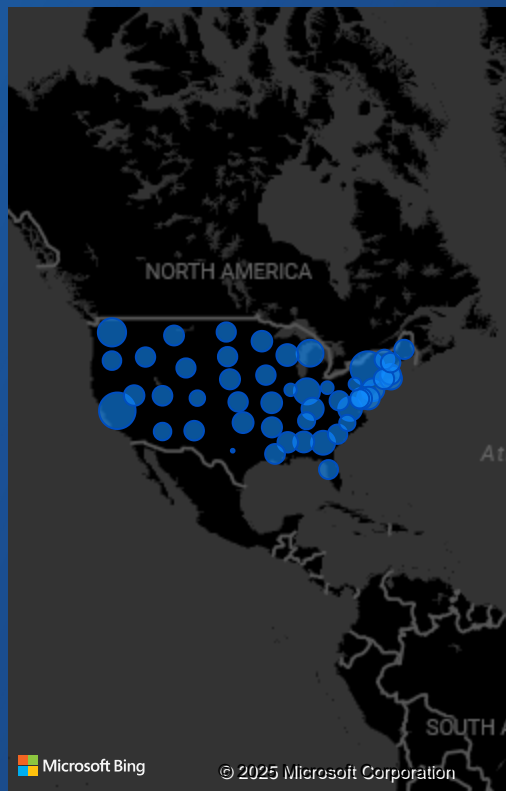 NORTH AMERICA
At
SOUTH A
Microsoft Bing
© 2025 Microsoft Corporation